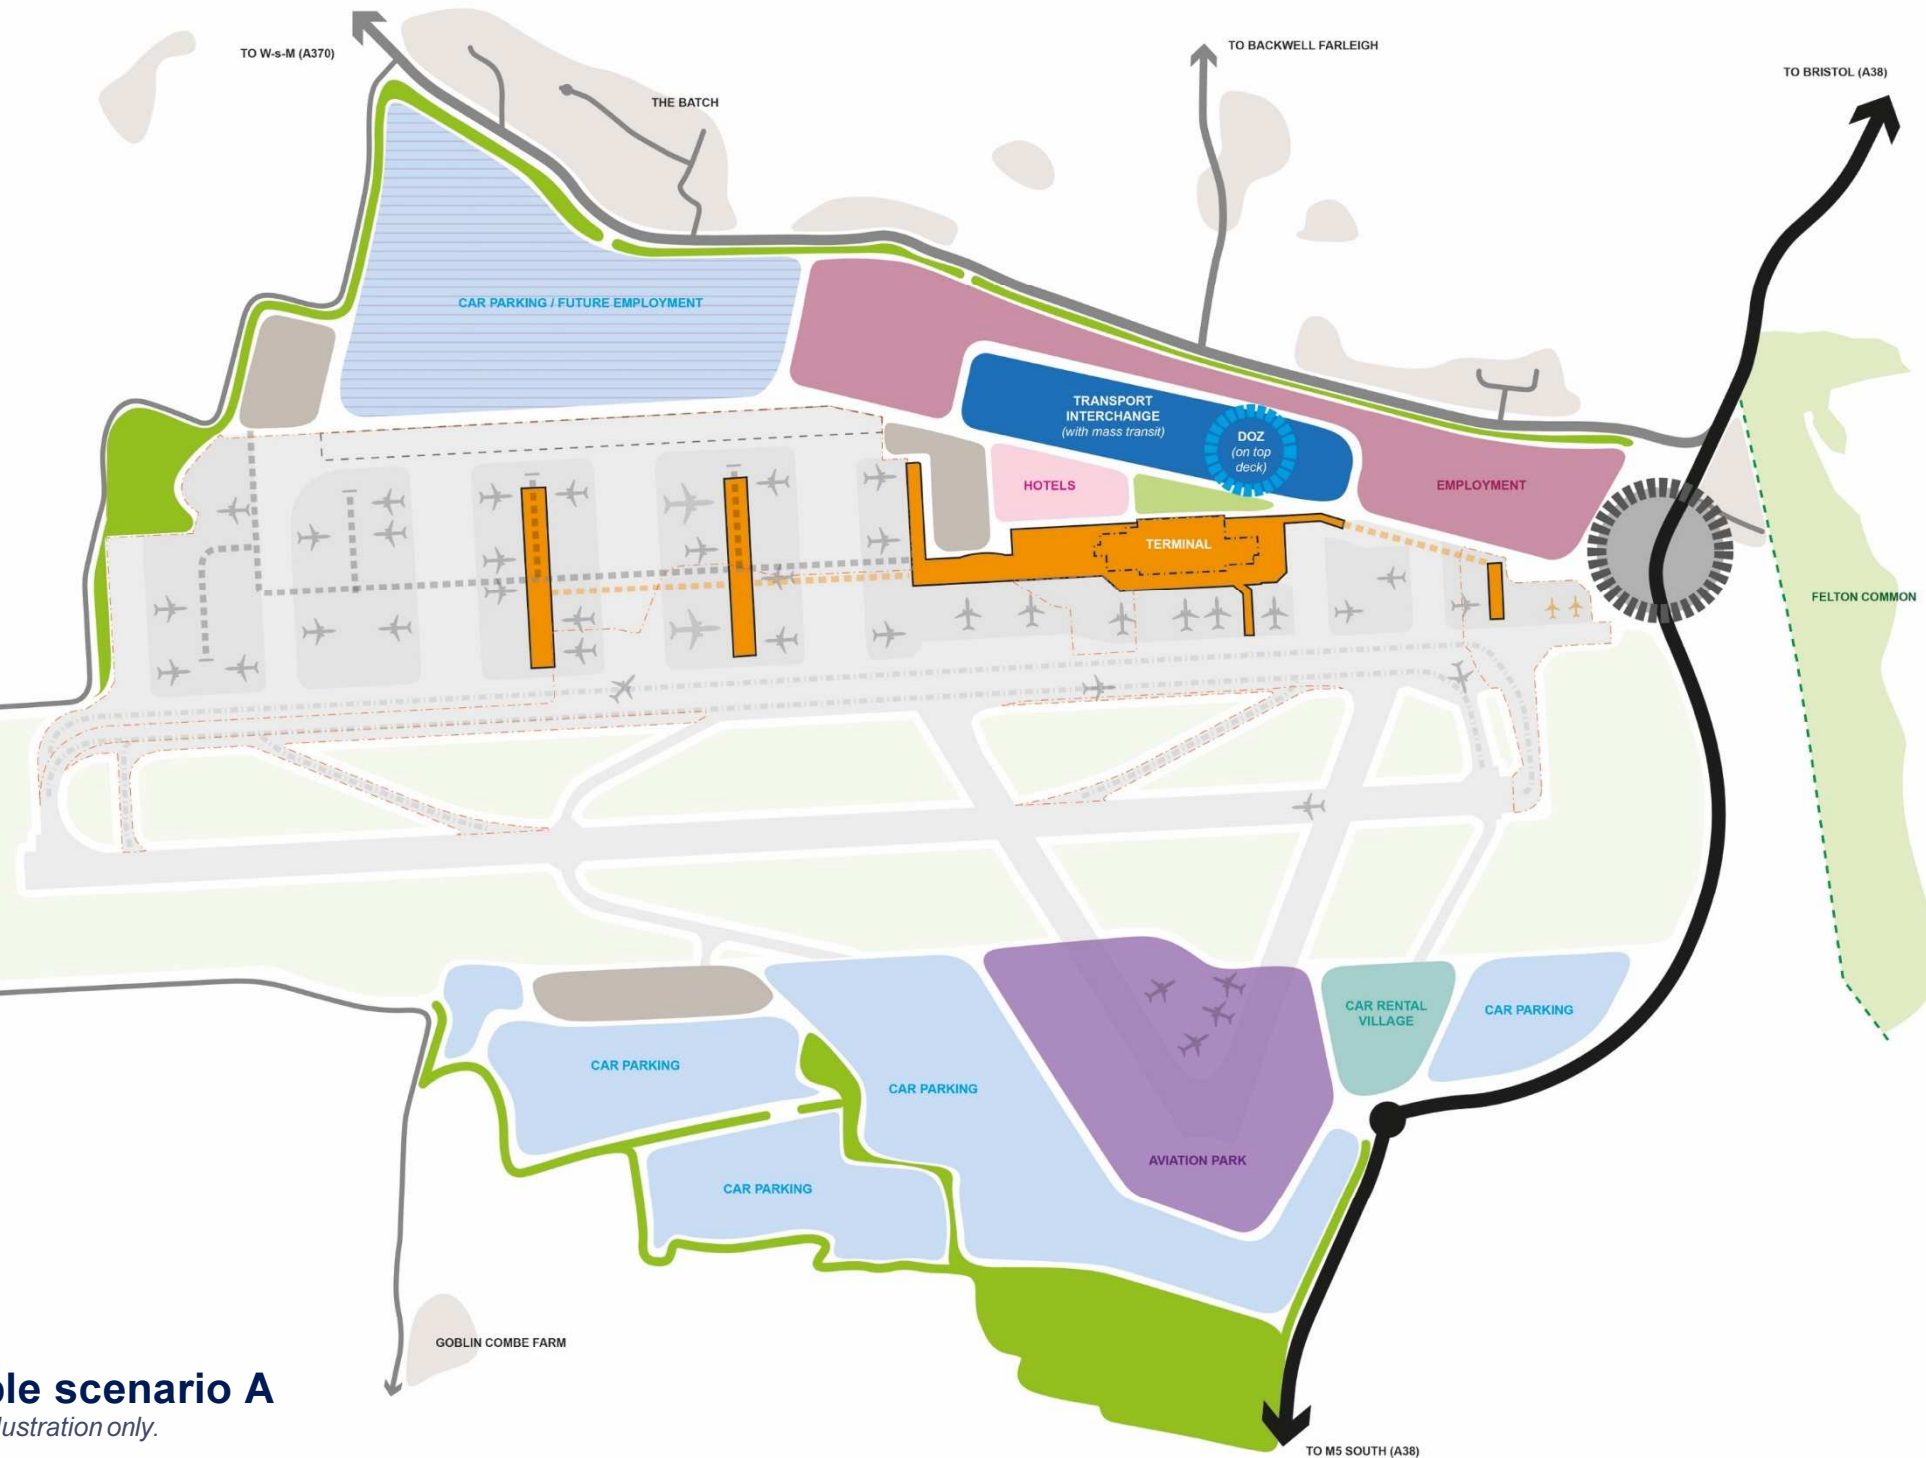 TO W-s-M (A370)
TO BACKWELL FARLEIGH
TO BRISTOL (A38)
THE BATCH
CAR PARKING / FUTURE EMPLOYMENT
TRANSPORT
INTERCHANGE
(with mass transit)
DOZ
(on top
deck)
HOTELS
EMPLOYMENT
TERMINAL
FELTON COMMON
CAR RENTAL
VILLAGE
CAR PARKING
CAR PARKING
CAR PARKING
CAR PARKING
AVIATION PARK
GOBLIN COMBE FARM
scenario A
only.
TO M5 SOUTH (A38)